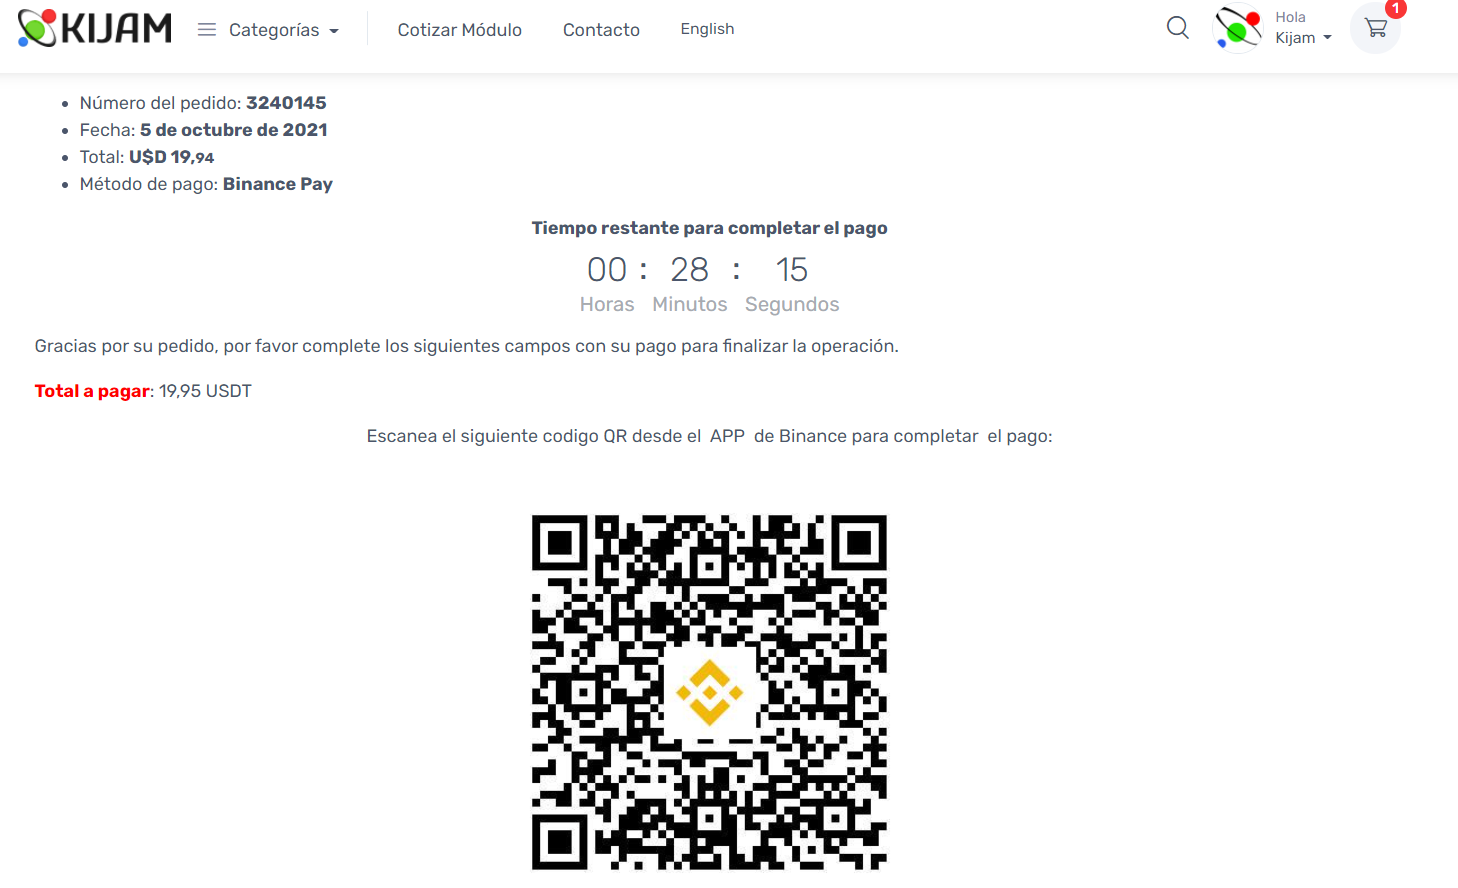 KIJAM
Categorías
Cotizar Módulo
Contacto
English
Hola
Kijam
1
Número del pedido: 3240145
Fecha: 5 de octubre de 2021
Total: U$D 19,94
Método de pago: Binance Pay
Tiempo restante para completar el pago
00 : 28 : 15
Horas Minutos Segundos
Gracias por su pedido, por favor complete los siguientes campos con su pago para finalizar la operación.
Total a pagar: 19,95 USDT
Escanea el siguiente codigo QR desde el APP de Binance para completar el pago: